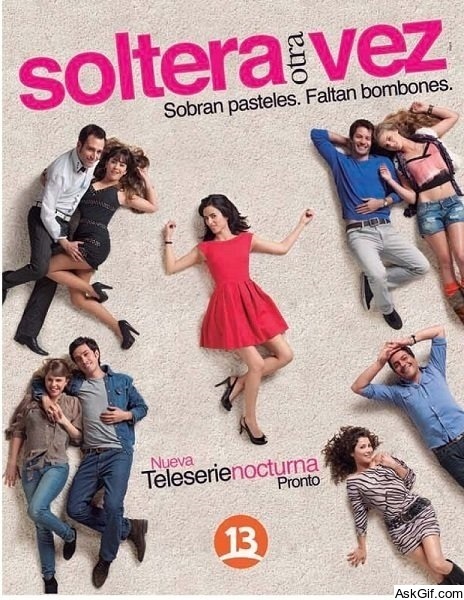 soltera otra vez
Sobran pasteles. Faltan bombones.
Nueva
Teleserienocturna
Pronto
13
AskGif.com